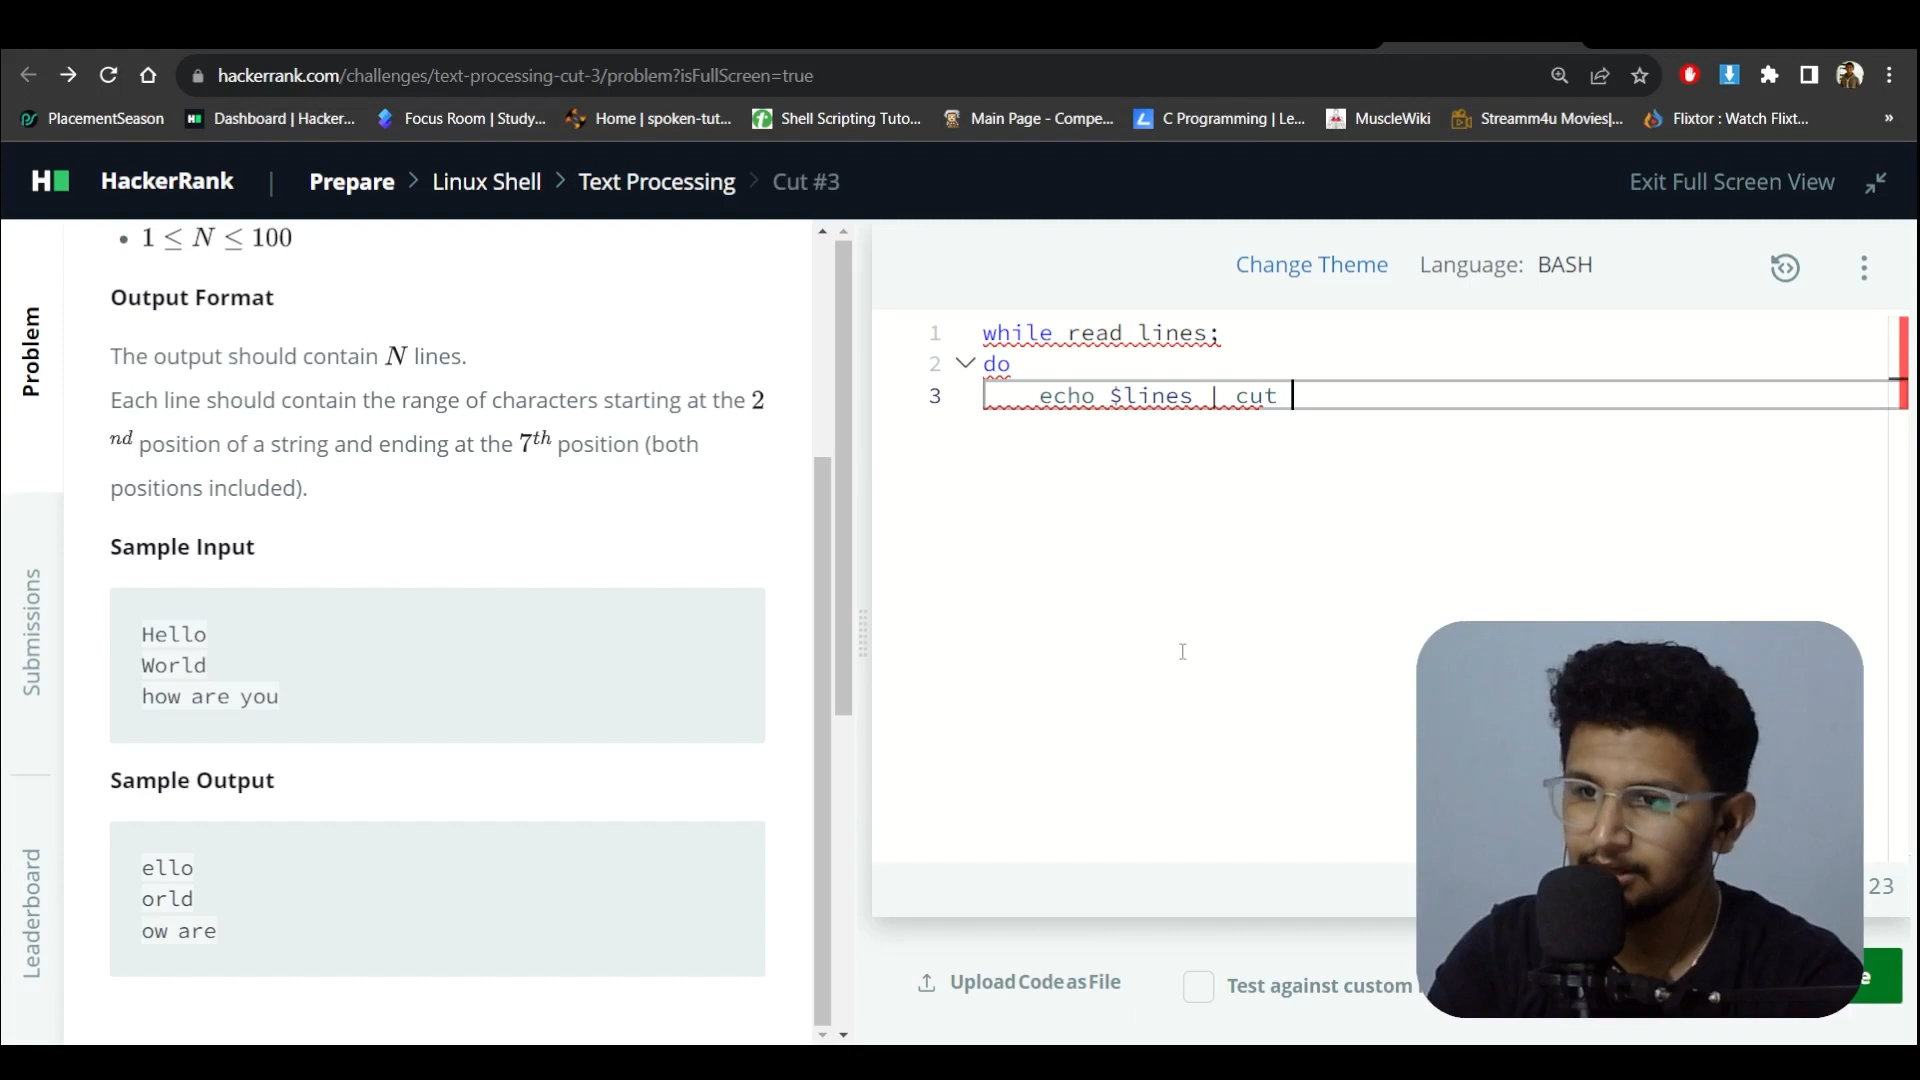 hackerrank.com/challenges/text-processing-cut-3/problem?isFullScreen=true
PlacementSeason
Dashboard | Hacker...
Focus Room | Study...
Home | spoken-tut...
Shell Scripting Tuto...
Main Page - Compe...
C Programming | Le...
MuscleWiki
Streamm4u Movies|...
Flixtor : Watch Flixt...
»
H
HackerRank | Prepare > Linux Shell > Text Processing > Cut #3
Exit Full Screen View
Problem
Submissions
Leaderboard
• 1 ≤ N ≤ 100
Output Format
The output should contain N lines.
Each line should contain the range of characters starting at the 2
nd position of a string and ending at the 7th position (both
positions included).
Sample Input
Hello
World
how are you
Sample Output
ello
orld
ow are
Change Theme
Language: BASH
1 while read lines;
2 do
3 echo $lines | cut
23
Upload Code as File
Test against custom
e